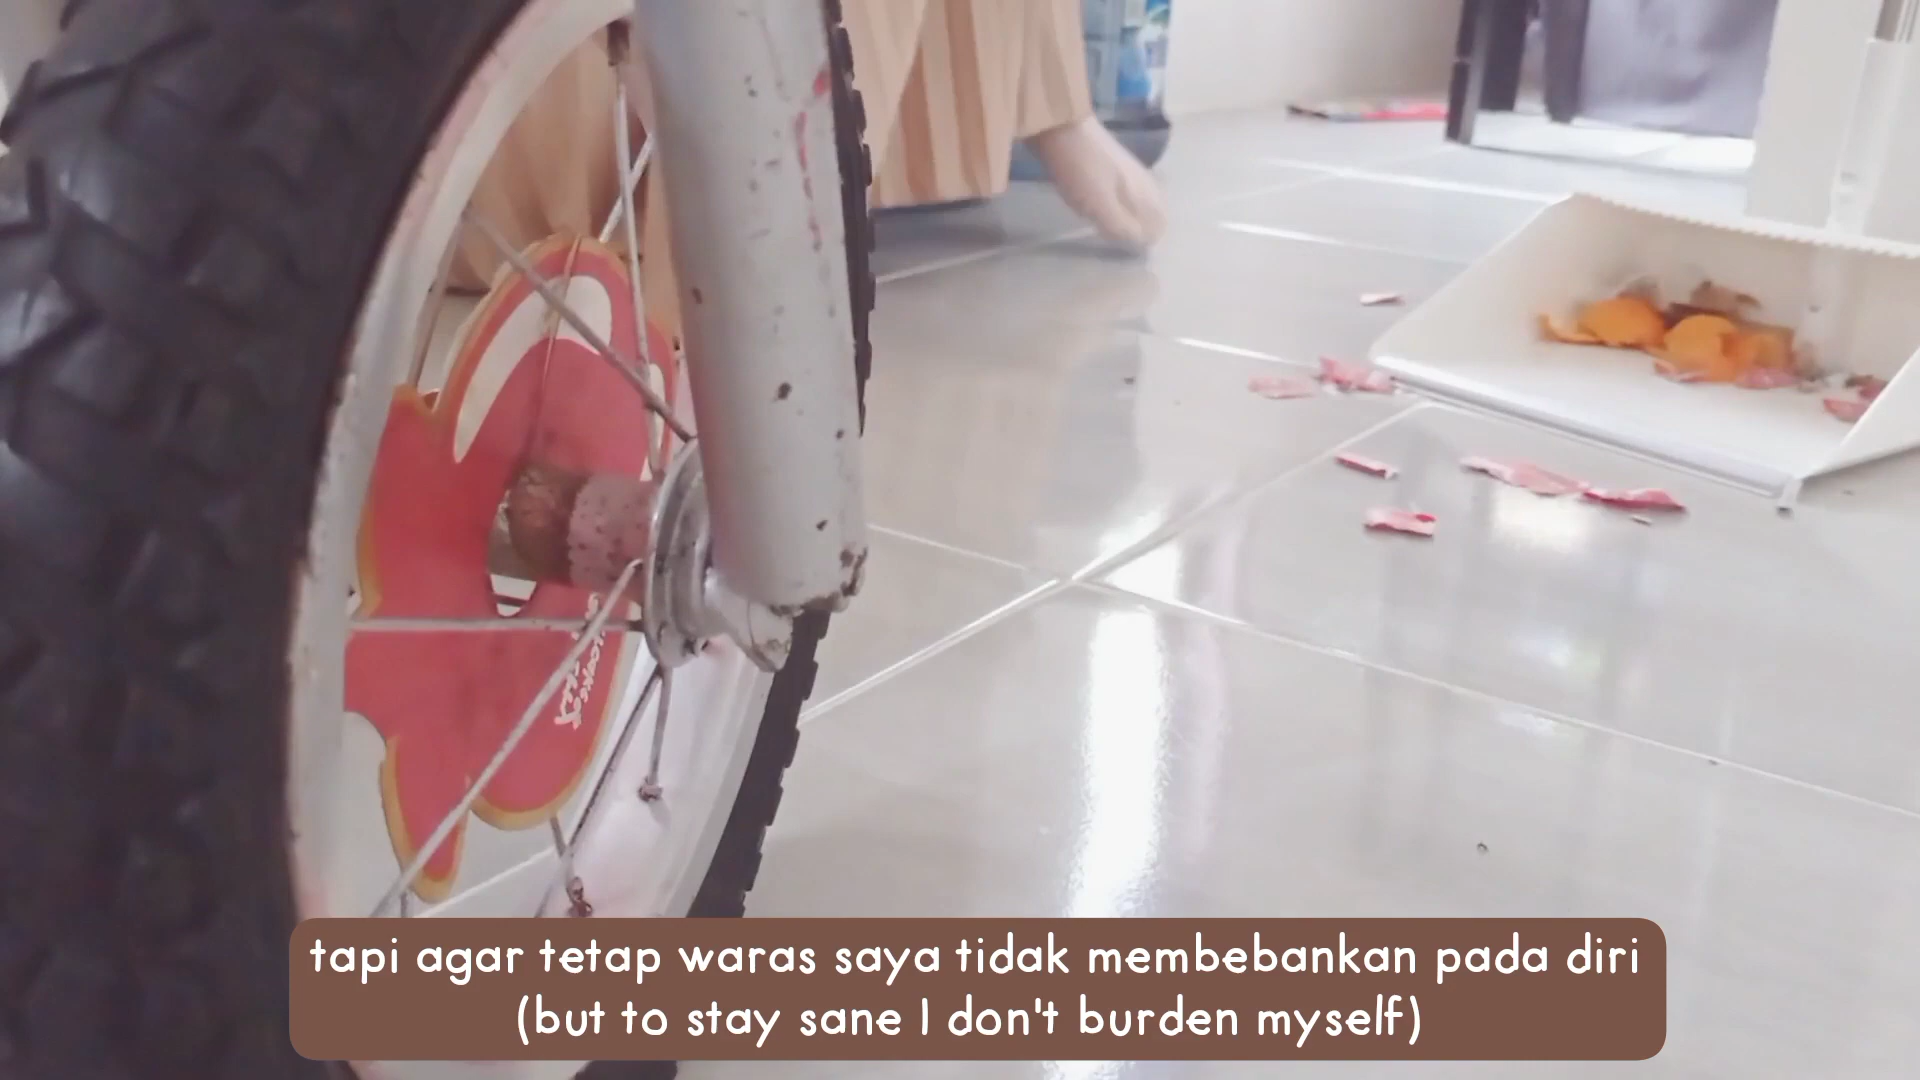 tapi agar tetap waras saya tidak membebankan pada diri
(but to stay sane I don't burden myself)